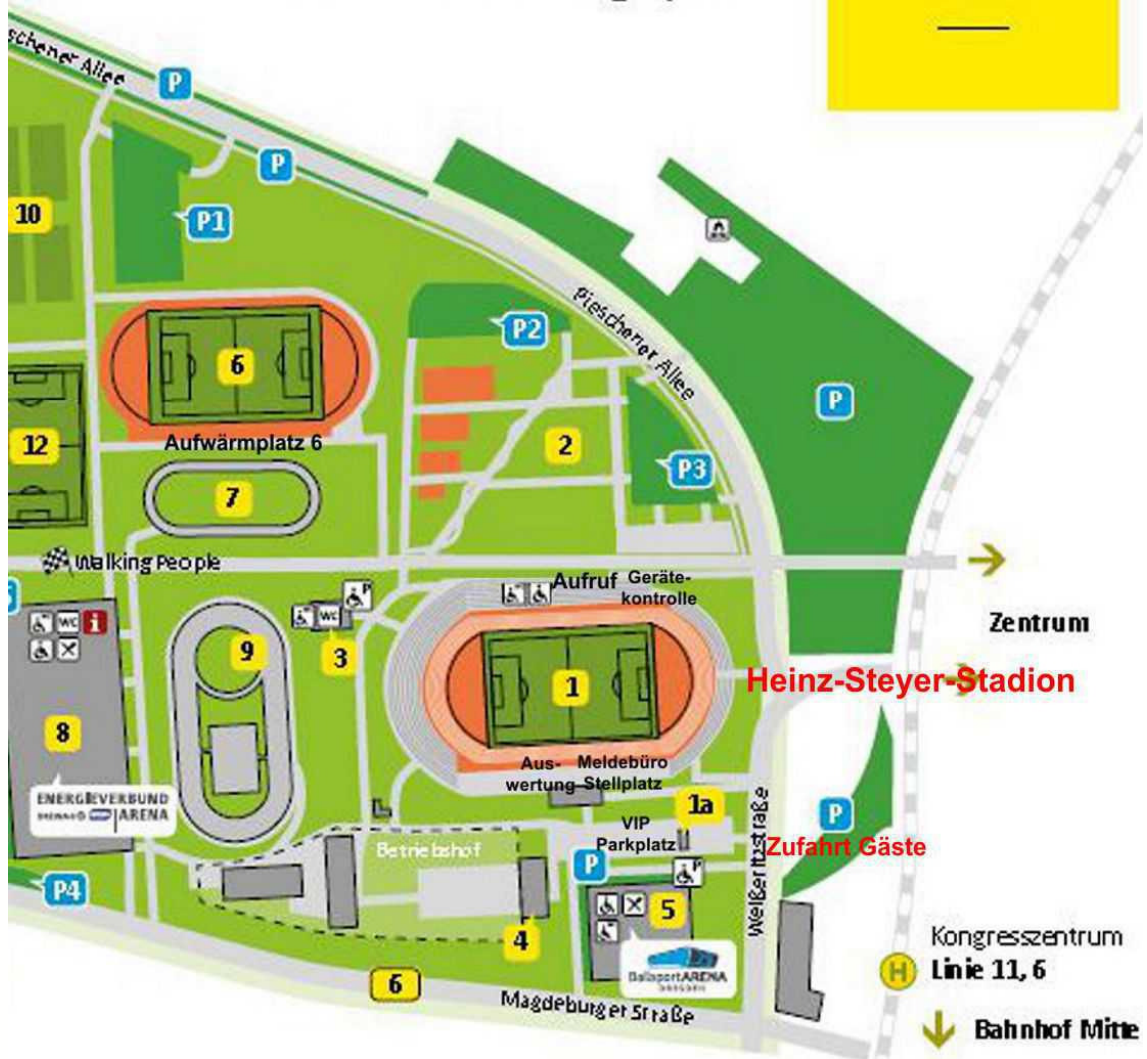 schener Allee
P
P
10
P1
Pieschener Allee
P2
6
P
12
Aufwärmplatz 6
2
P3
7
Walking People
Aufruf Geräte-
kontrolle
P
WC
WC i
Zentrum
9
3
1
Heinz-Steyer-Stadion
8
Aus- Meldebüro
wertung Stellplatz
ENERGIEVERBUND
ARENA
1a
VIP
Parkplatz
P
Betriebshof
Zufahrt Gäste
P
P
P4
5
Weißeritzstraße
4
Kongresszentrum
H Linie 11, 6
BallsportARENA
DRESDEN
6
Magdeburger Straße
Bahnhof Mitte